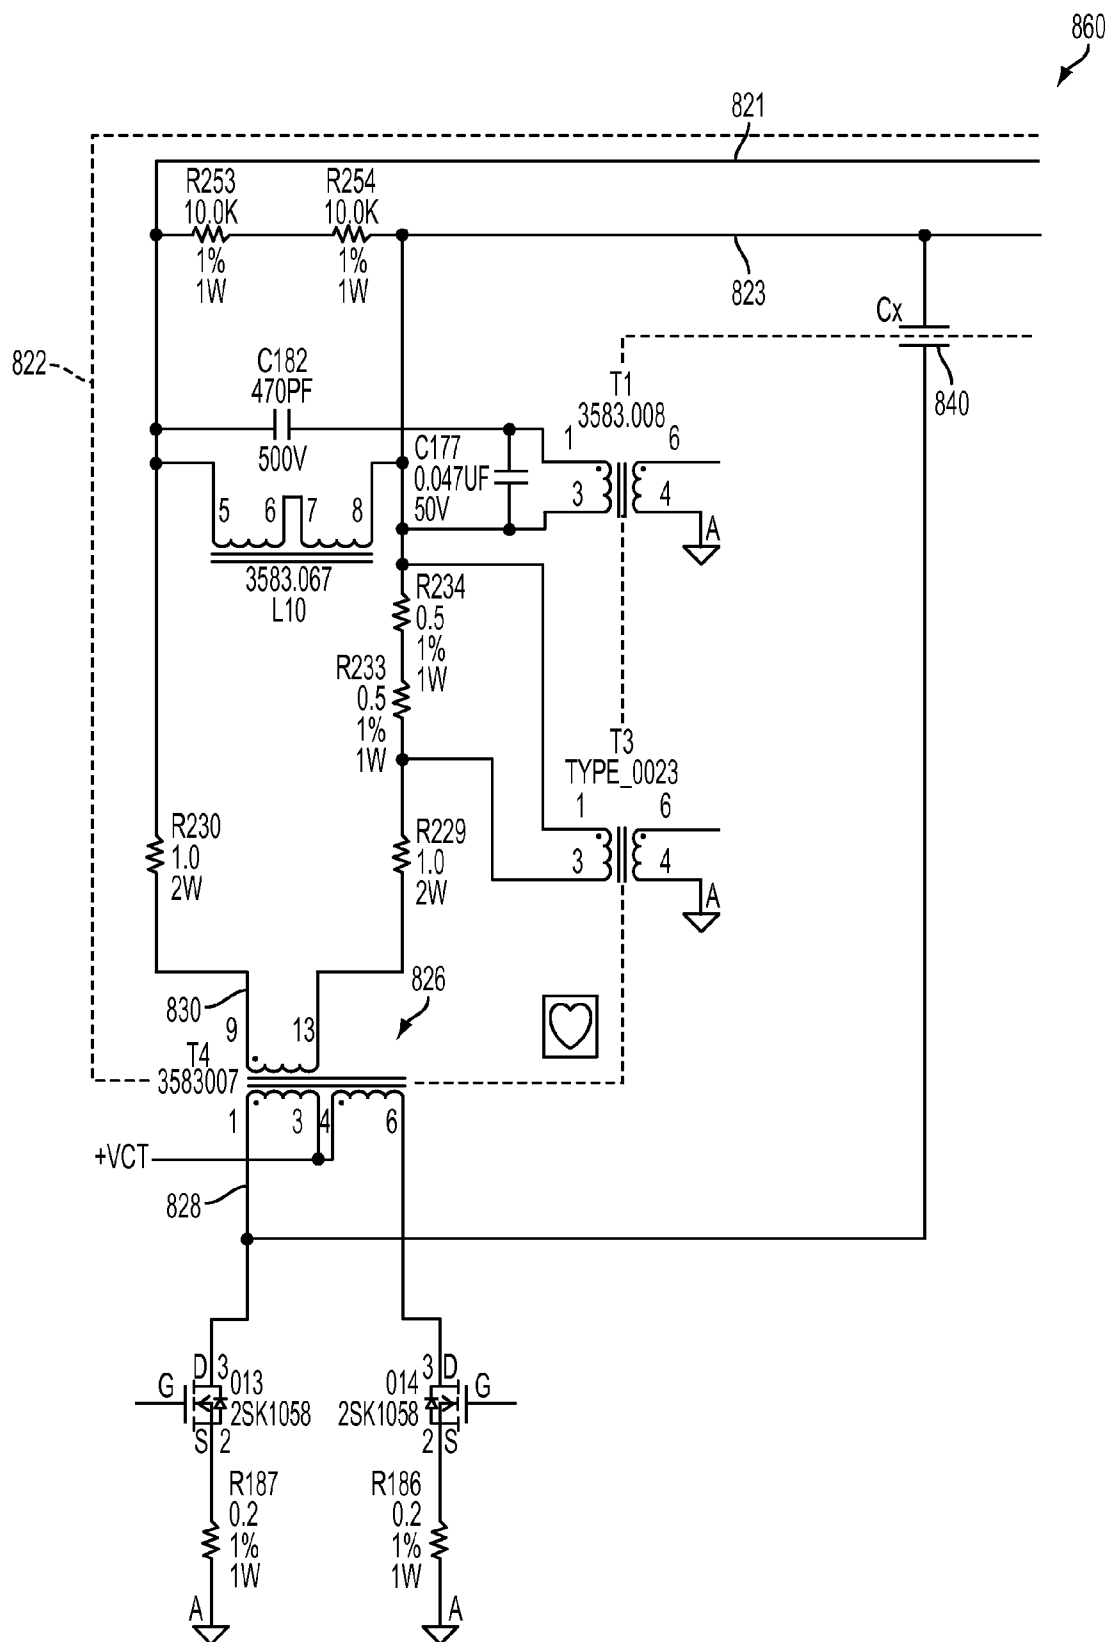 860
821
R253
10.0K
1%
1W
R254
10.0K
1%
1W
823
Cx
840
822
C182
470PF
500V
T1
3583.008
1
6
3
4
A
C177
0.047UF
50V
5
6
7
8
3583.067
L10
R234
0.5
1%
1W
R233
0.5
1%
1W
T3
TYPE_0023
1
6
3
4
A
R230
1.0
2W
R229
1.0
2W
826
830
9
13
T4
3583007
1
3
4
6
+VCT
828
D
3
G
013
2SK1058
S
2
3
D
G
014
2SK1058
2
S
R187
0.2
1%
1W
R186
0.2
1%
1W
A
A